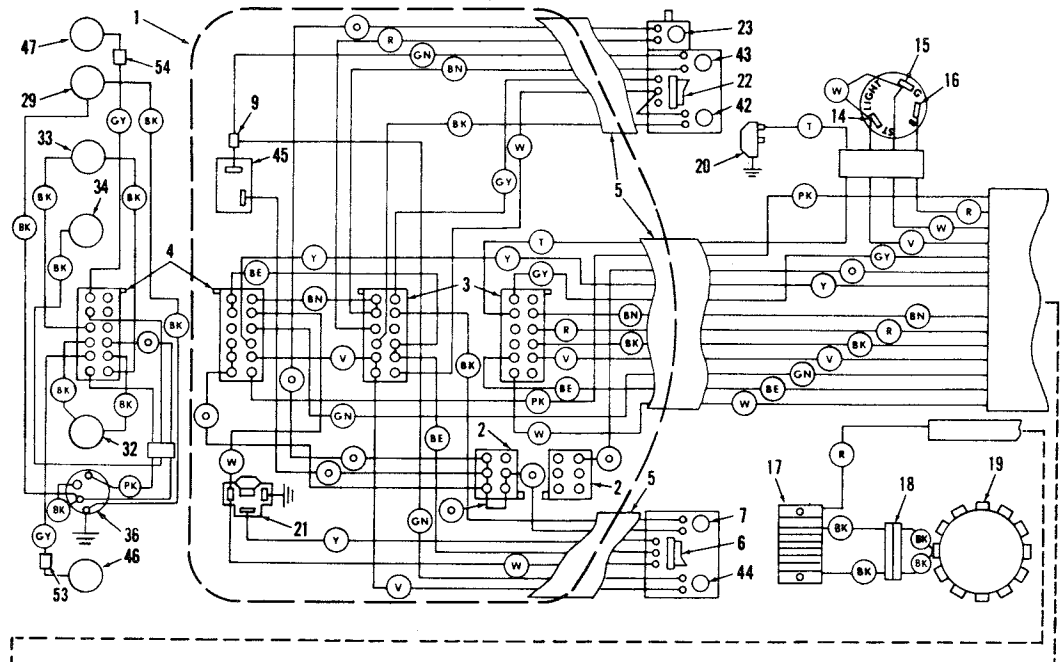 1
47
54
29
GY
BK
33
BK
BK
34
BK
BK
4
BK
O
BK
BK
32
PK
BK
36
GY
46
53
O
R
GN
BN
9
45
BK
W
GY
Y
BE
BN
3
V
O
BK
GN
O
BE
W
2
O
O
O
O
O
2
21
Y
GN
W
V
T
Y
GY
BN
R
BK
V
BE
PK
W
5
5
23
43
22
42
20
T
W
LIGHT
G
B
ST
14
15
16
PK
R
W
V
GY
O
Y
BN
R
BK
V
GN
BE
W
7
6
44
R
17
BK
BK
18
BK
BK
19